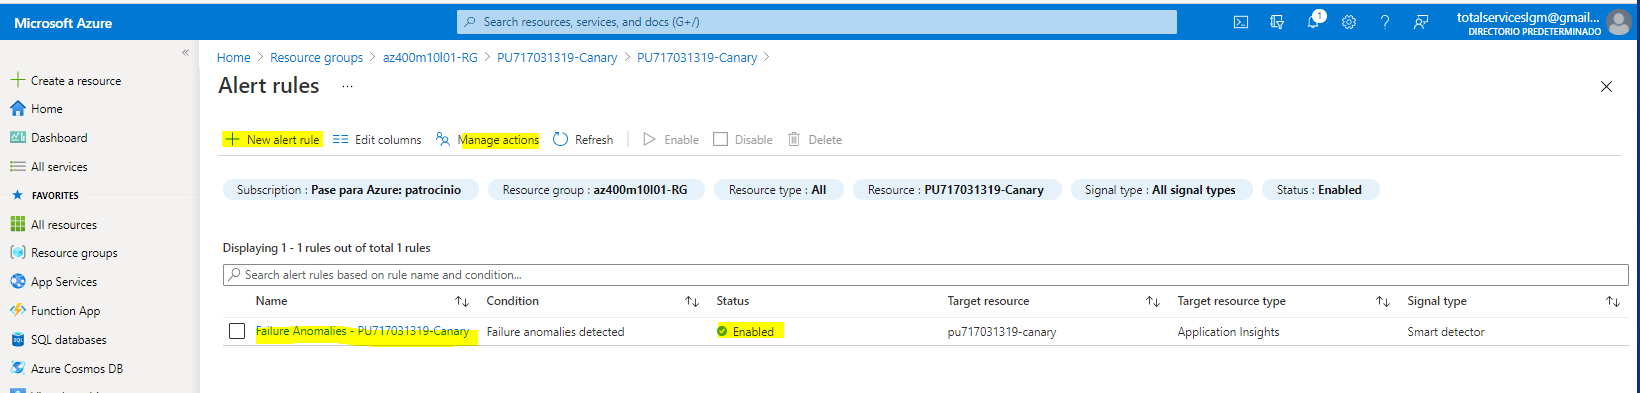 Microsoft Azure
Search resources, services, and docs (G+/)
1
totalserviceslgm@gmail...
DIRECTORIO PREDETERMINADO
«
Create a resource
Home
Dashboard
All services
FAVORITES
All resources
Resource groups
App Services
Function App
SQL databases
Azure Cosmos DB
Home > Resource groups > az400m10l01-RG > PU717031319-Canary > PU717031319-Canary >
Alert rules ...
New alert rule Edit columns Manage actions Refresh Enable Disable Delete
Subscription : Pase para Azure: patrocinio Resource group : az400m10l01-RG Resource type : All Resource : PU717031319-Canary Signal type : All signal types Status : Enabled
Displaying 1 - 1 rules out of total 1 rules
Search alert rules based on rule name and condition...
Name Condition Status Target resource Target resource type Signal type
Failure Anomalies - PU717031319-Canary Failure anomalies detected Enabled pu717031319-canary Application Insights Smart detector